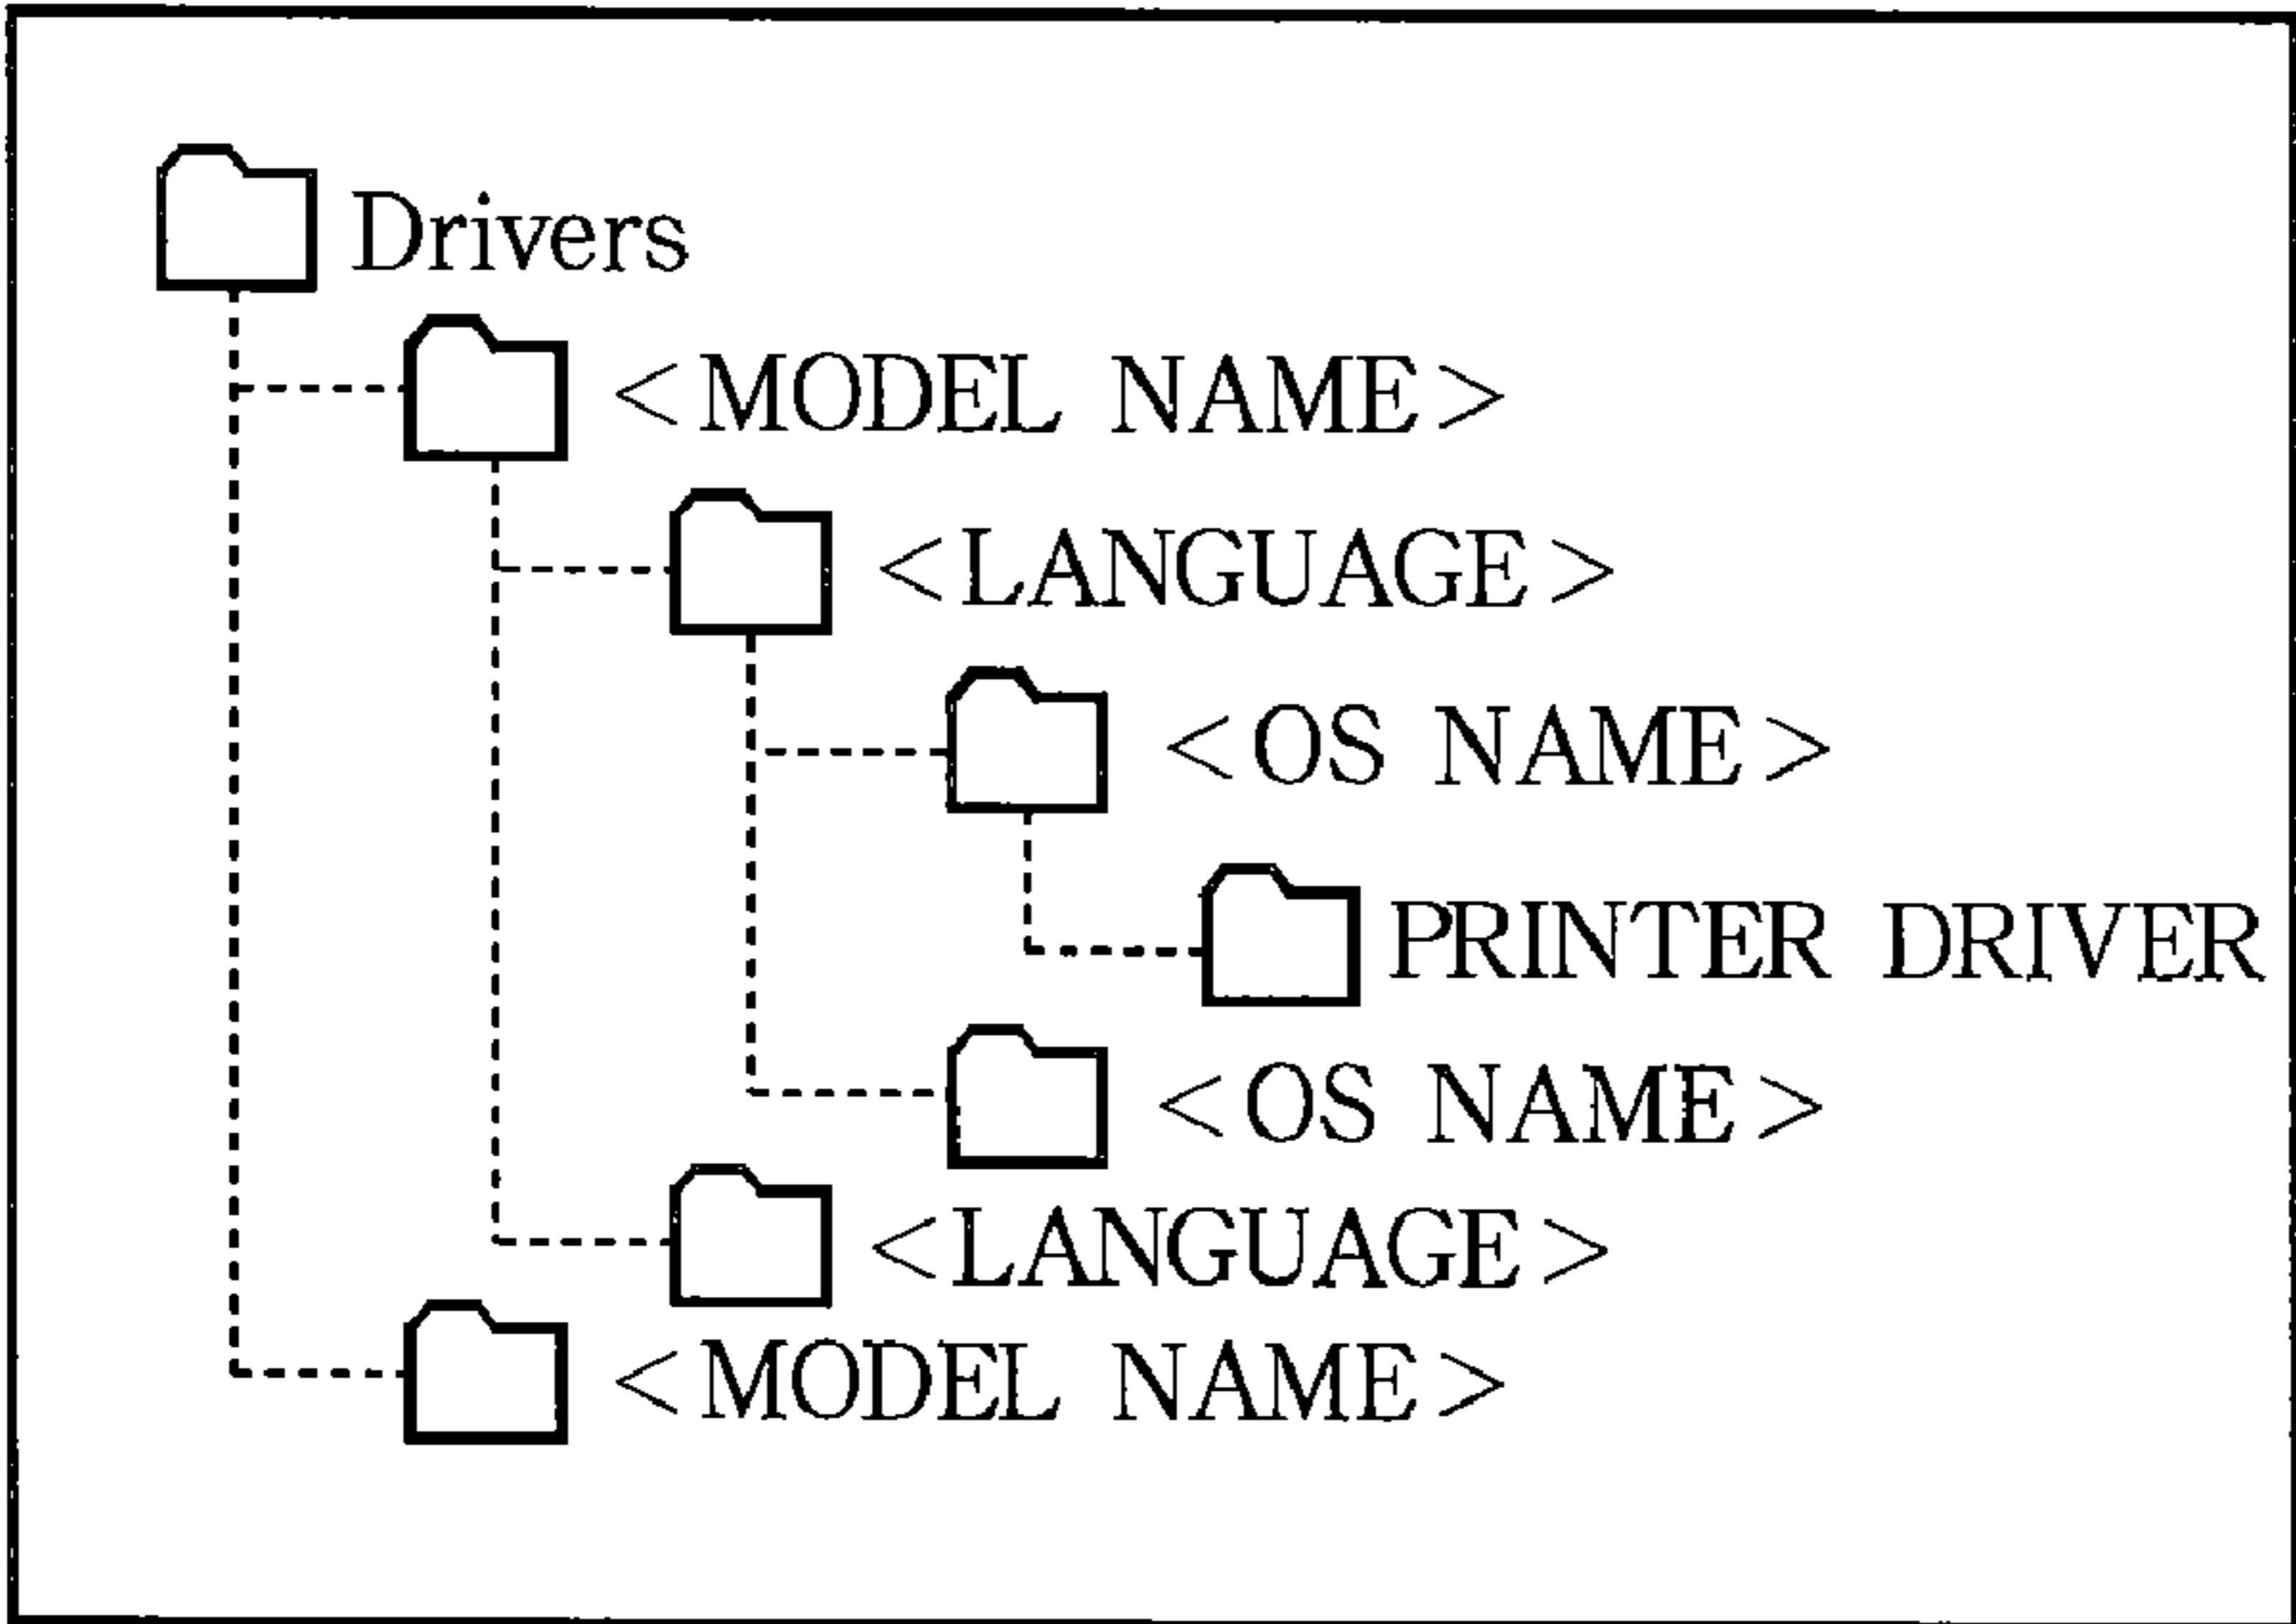 Drivers
<MODEL NAME>
<LANGUAGE>
<OS NAME>
PRINTER DRIVER
<OS NAME>
<LANGUAGE>
<MODEL NAME>